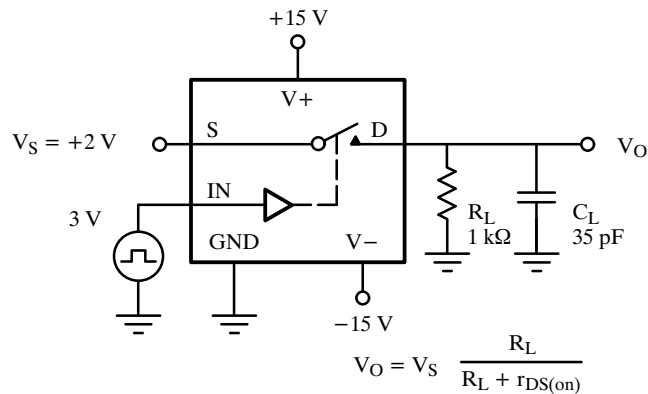 +15 V
V+
V_S = +2 V
S
D
V_O
IN
3 V
GND
V−
R_L
1 kΩ
C_L
35 pF
−15 V
V_O = V_S R_L / R_L + r_DS(on)